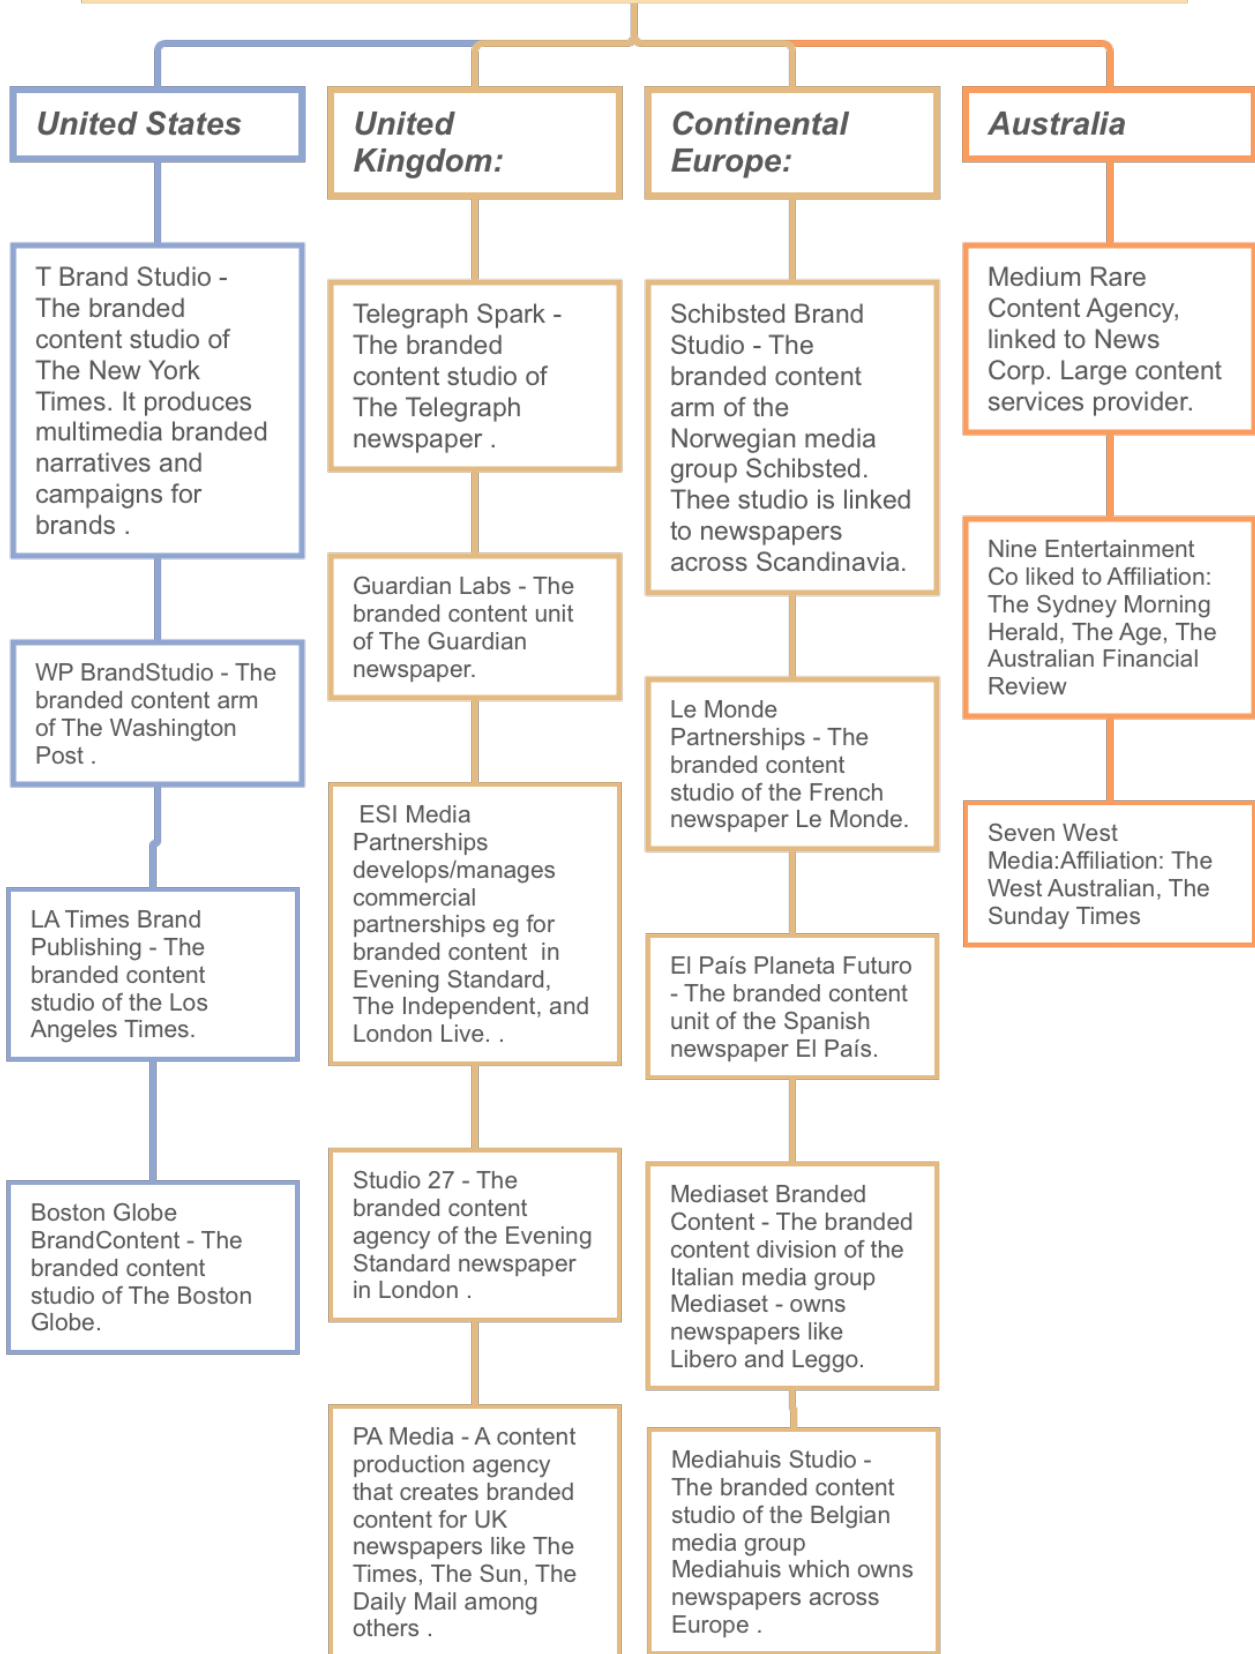 United States
T Brand Studio -
The branded
content studio of
The New York
Times. It produces
multimedia branded
narratives and
campaigns for
brands .
WP BrandStudio - The
branded content arm
of The Washington
Post .
LA Times Brand
Publishing - The
branded content
studio of the Los
Angeles Times.
Boston Globe
BrandContent - The
branded content
studio of The Boston
Globe.
United
Kingdom:
Telegraph Spark -
The branded
content studio of
The Telegraph
newspaper .
Guardian Labs - The
branded content unit
of The Guardian
newspaper.
ESI Media
Partnerships
develops/manages
commercial
partnerships eg for
branded content  in
Evening Standard,
The Independent, and
London Live. .
Studio 27 - The
branded content
agency of the Evening
Standard newspaper
in London .
PA Media - A content
production agency
that creates branded
content for UK
newspapers like The
Times, The Sun, The
Daily Mail among
others .
Continental
Europe:
Schibsted Brand
Studio - The
branded content
arm of the
Norwegian media
group Schibsted.
Thee studio is linked
to newspapers
across Scandinavia.
Le Monde
Partnerships - The
branded content
studio of the French
newspaper Le Monde.
El País Planeta Futuro
- The branded content
unit of the Spanish
newspaper El País.
Mediaset Branded
Content - The branded
content division of the
Italian media group
Mediaset - owns
newspapers like
Libero and Leggo.
Mediahuis Studio -
The branded content
studio of the Belgian
media group
Mediahuis which owns
newspapers across
Europe .
Australia
Medium Rare
Content Agency,
linked to News
Corp. Large content
services provider.
Nine Entertainment
Co liked to Affiliation:
The Sydney Morning
Herald, The Age, The
Australian Financial
Review
Seven West
Media:Affiliation: The
West Australian, The
Sunday Times